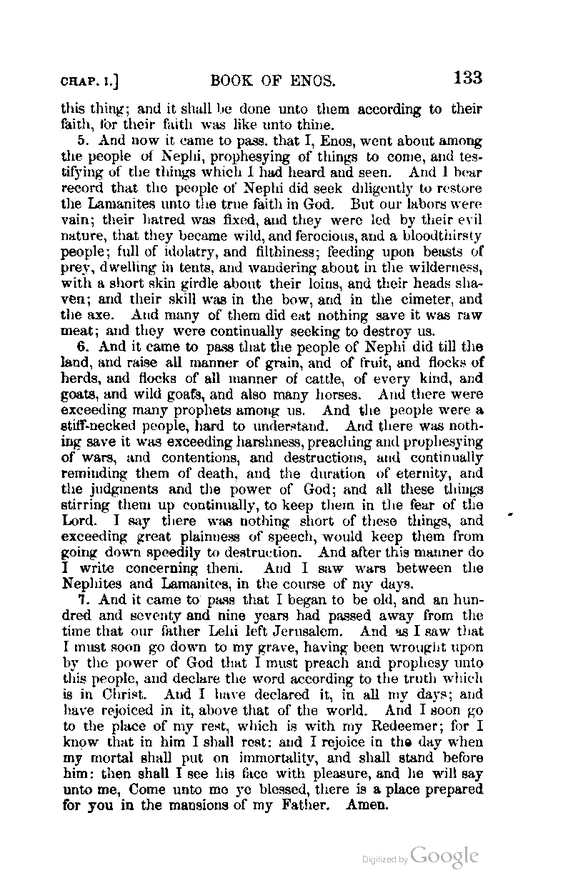 CHAP. 1.] BOOK OF ENOS. 133
this thing; and it shall be done unto them according to their
faith, for their faith was like unto thine.
5. And now it came to pass, that I, Enos, went about among
the people of Nephi, prophesying of things to come, and tes-
tifying of the things which I had heard and seen. And I bear
record that the people of Nephi did seek diligently to restore
the Lamanites unto the true faith in God. But our labors were
vain; their hatred was fixed, and they were led by their evil
nature, that they became wild, and ferocious, and a bloodthirsty
people; full of idolatry, and filthiness; feeding upon beasts of
prey, dwelling in tents, and wandering about in the wilderness,
with a short skin girdle about their loins, and their heads sha-
ven; and their skill was in the bow, and in the cimeter, and
the axe. And many of them did eat nothing save it was raw
meat; and they were continually seeking to destroy us.
6. And it came to pass that the people of Nephi did till the
land, and raise all manner of grain, and of fruit, and flocks of
herds, and flocks of all manner of cattle, of every kind, and
goats, and wild goats, and also many horses. And there were
exceeding many prophets among us. And the people were a
stiff-necked people, hard to understand. And there was noth-
ing save it was exceeding harshness, preaching and prophesying
of wars, and contentions, and destructions, and continually
reminding them of death, and the duration of eternity, and
the judgments and the power of God; and all these things
stirring them up continually, to keep them in the fear of the
Lord. I say there was nothing short of these things, and
exceeding great plainness of speech, would keep them from
going down speedily to destruction. And after this manner do
I write concerning them. And I saw wars between the
Nephites and Lamanites, in the course of my days.
7. And it came to pass that I began to be old, and an hun-
dred and seventy and nine years had passed away from the
time that our father Lehi left Jerusalem. And as I saw that
I must soon go down to my grave, having been wrought upon
by the power of God that I must preach and prophesy unto
this people, and declare the word according to the truth which
is in Christ. And I have declared it, in all my days; and
have rejoiced in it, above that of the world. And I soon go
to the place of my rest, which is with my Redeemer; for I
know that in him I shall rest: and I rejoice in the day when
my mortal shall put on immortality, and shall stand before
him: then shall I see his face with pleasure, and he will say
unto me, Come unto me ye blessed, there is a place prepared
for you in the mansions of my Father. Amen.
Digitized by Google